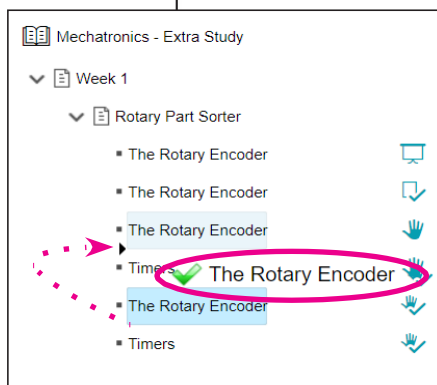 Mechatronics - Extra Study
Week 1
Rotary Part Sorter
The Rotary Encoder
The Rotary Encoder
The Rotary Encoder
Timers
The Rotary Encoder
The Rotary Encoder
Timers